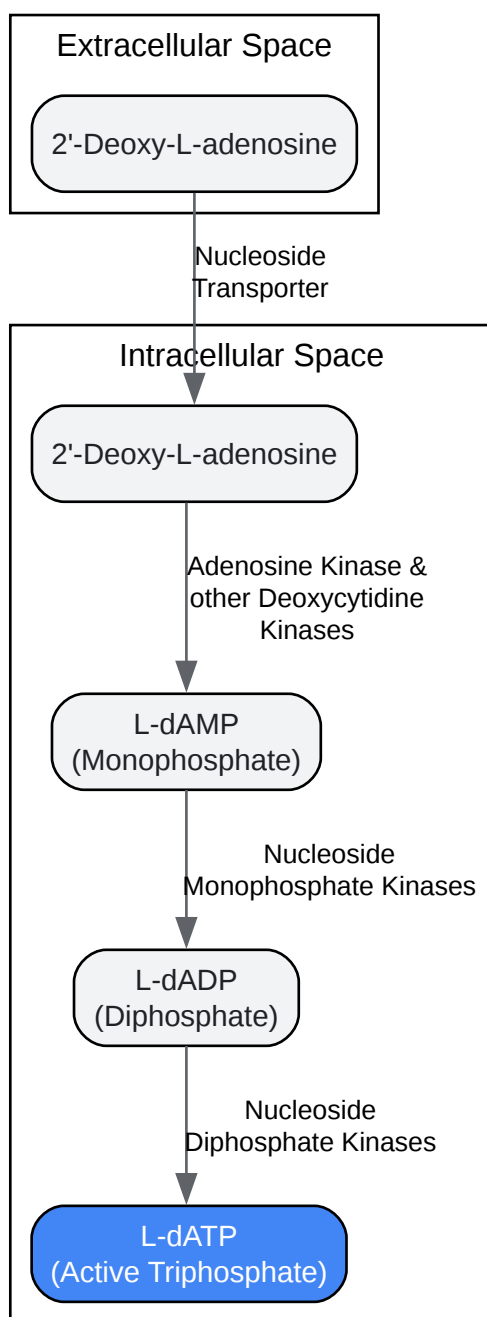 Extracellular Space
2'-Deoxy-L-adenosine
Nucleoside
Transporter
Intracellular Space
2'-Deoxy-L-adenosine
Adenosine Kinase &
other Deoxycytidine
Kinases
L-dAMP
(Monophosphate)
Nucleoside
Monophosphate Kinases
L-dADP
(Diphosphate)
Nucleoside
Diphosphate Kinases
L-dATP
(Active Triphosphate)